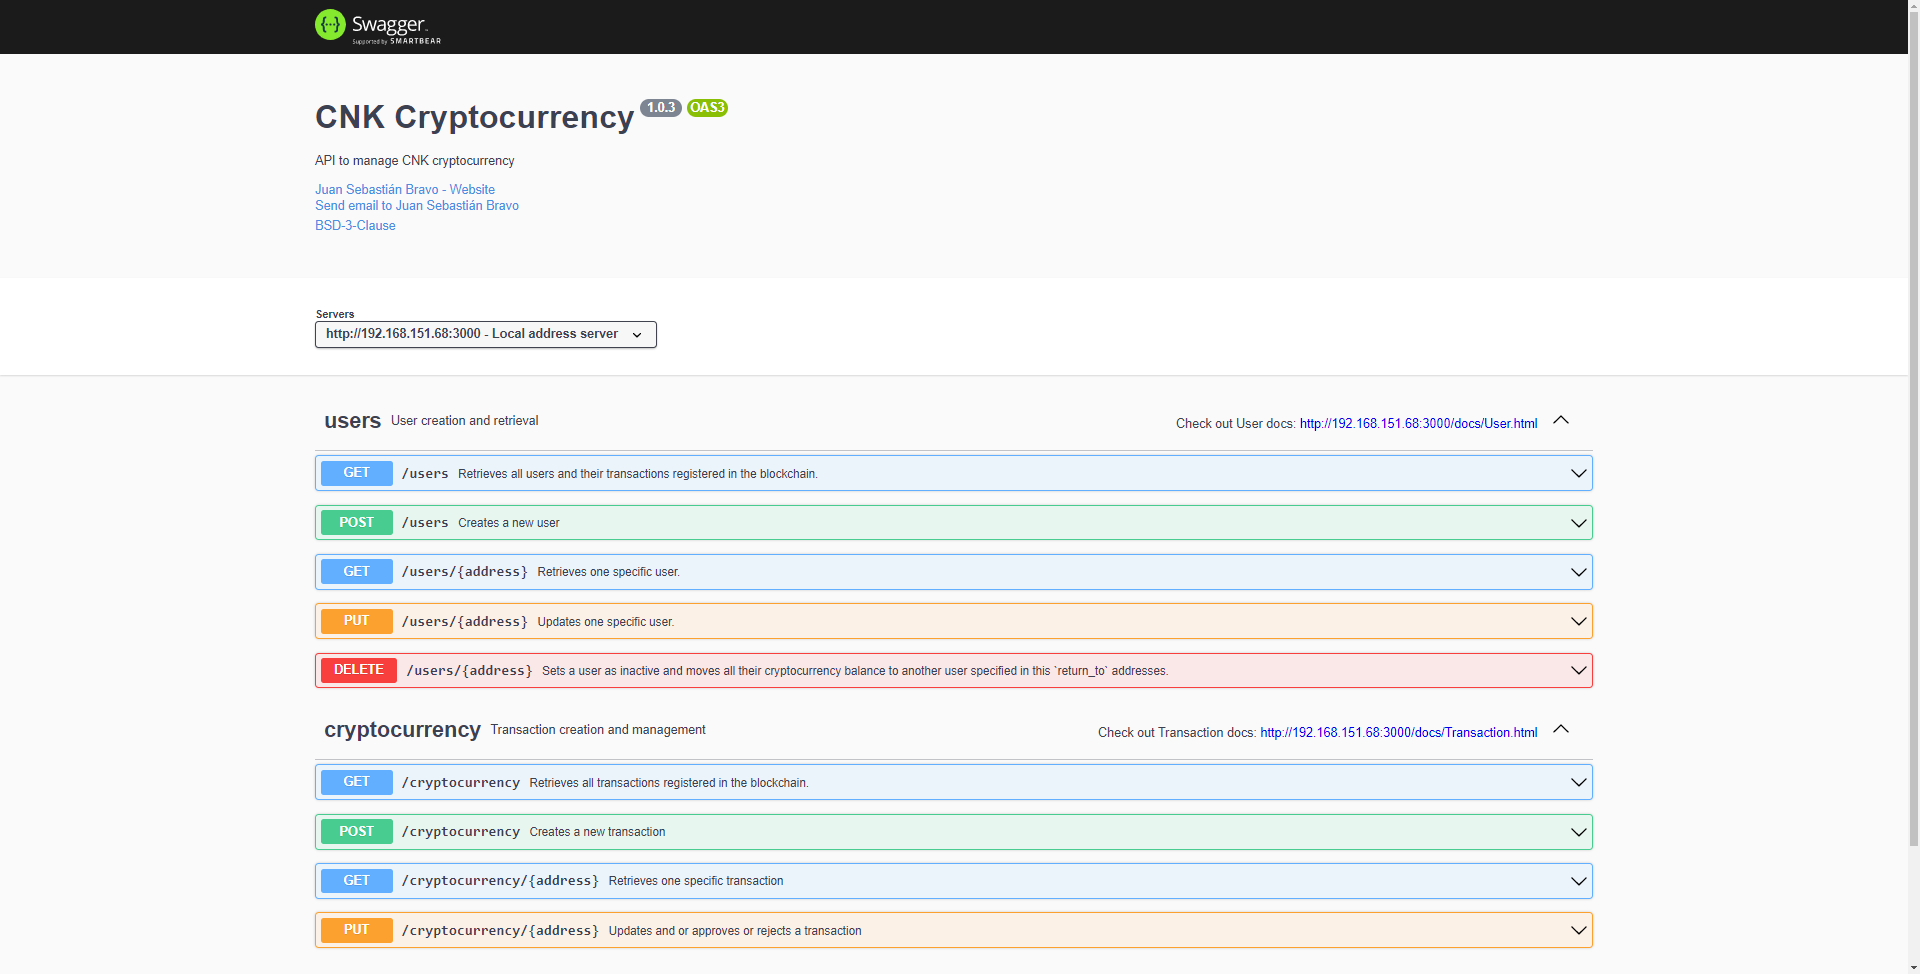 Swagger
Supported by SMARTBEAR
CNK Cryptocurrency 1.0.3 OAS3
API to manage CNK cryptocurrency
Juan Sebastián Bravo - Website
Send email to Juan Sebastián Bravo
BSD-3-Clause
Servers
http://192.168.151.68:3000 - Local address server
users User creation and retrieval Check out User docs: http://192.168.151.68:3000/docs/User.html
GET /users Retrieves all users and their transactions registered in the blockchain.
POST /users Creates a new user
GET /users/{address} Retrieves one specific user.
PUT /users/{address} Updates one specific user.
DELETE /users/{address} Sets a user as inactive and moves all their cryptocurrency balance to another user specified in this `return_to` addresses.
cryptocurrency Transaction creation and management Check out Transaction docs: http://192.168.151.68:3000/docs/Transaction.html
GET /cryptocurrency Retrieves all transactions registered in the blockchain.
POST /cryptocurrency Creates a new transaction
GET /cryptocurrency/{address} Retrieves one specific transaction
PUT /cryptocurrency/{address} Updates and or approves or rejects a transaction